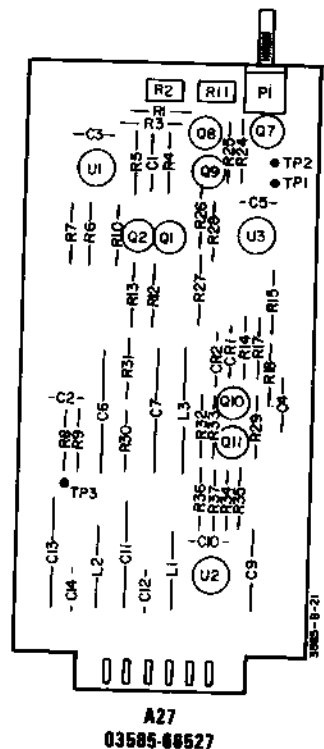 R2
R11
P1
R1
R3
Q8
Q7
C3
U1
R5
C1
R4
Q9
R25
R24
TP2
TP1
C5
R7
R6
R10
Q2
Q1
R26
R28
U3
R13
R12
R27
R15
R31
CR2
CR1
R14
R17
R18
C2
C6
C7
L3
Q10
C4
R8
R9
R30
R32
R33
Q11
R29
TP3
R36
R37
R34
R35
C13
C14
L2
C11
C12
L1
C10
U2
C9
3585-B-21
A27
03585-66527